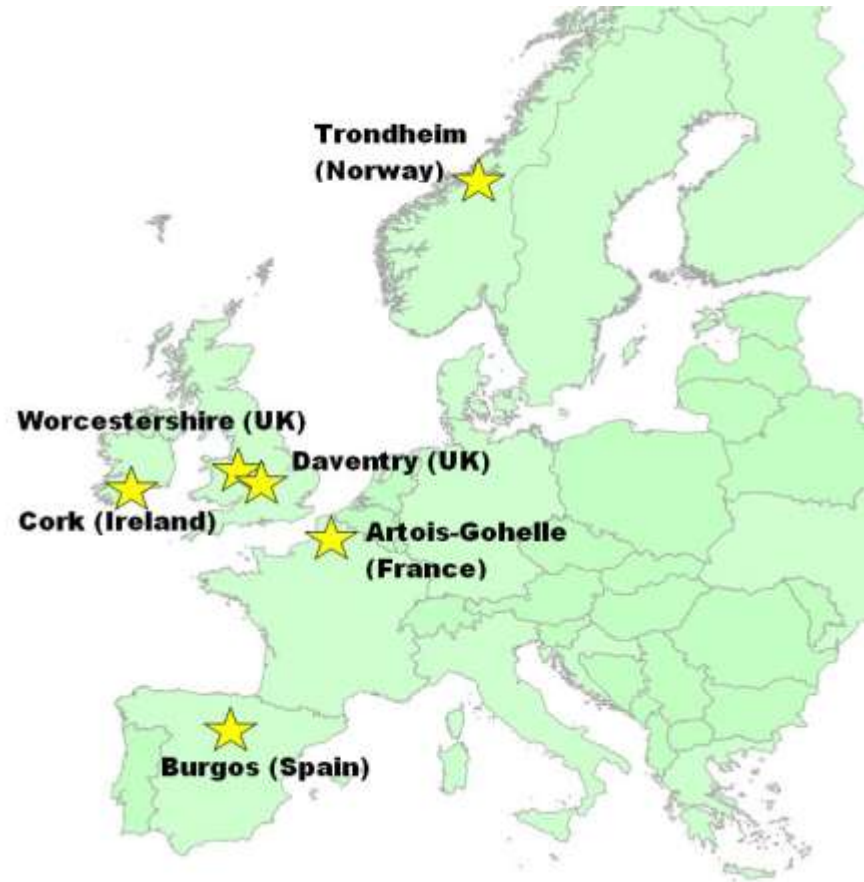 Trondheim
(Norway)
Worcestershire (UK)
Daventry (UK)
Cork (Ireland)
Artois-Gohelle
(France)
Burgos (Spain)